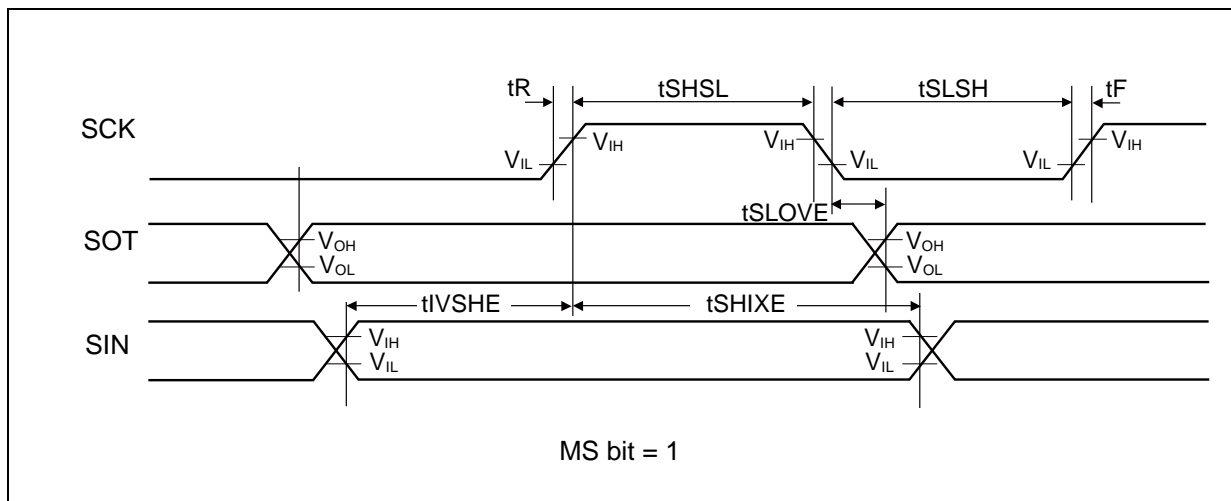 tR tSHSL tSLSH tF
SCK
VIH VIH VIH
VIL VIL VIL
tSLOVE
SOT
VOH VOH
VOL VOL
tIVSHE tSHIXE
SIN
VIH VIH
VIL VIL
MS bit = 1